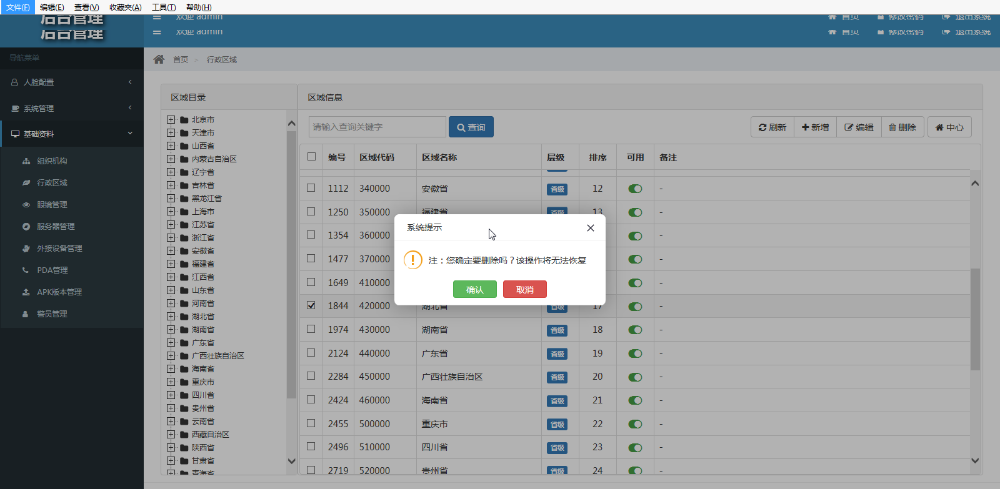 文件(F) 编辑(E) 查看(V) 收藏夹(A) 工具(T) 帮助(H)
后台管理 欢迎 admin 首页 修改密码 退出系统
后台管理 欢迎 admin 首页 修改密码 退出系统
导航菜单
首页 > 行政区域
人脸配置
系统管理
基础资料
组织机构
行政区域
眼镜管理
服务器管理
外接设备管理
PDA管理
APK版本管理
警员管理
区域目录
北京市
天津市
山西省
内蒙古自治区
辽宁省
吉林省
黑龙江省
上海市
江苏省
浙江省
安徽省
福建省
江西省
山东省
河南省
湖北省
湖南省
广东省
广西壮族自治区
海南省
重庆市
四川省
贵州省
云南省
西藏自治区
陕西省
甘肃省
青海省
区域信息
请输入查询关键字 查询 刷新 新增 编辑 删除 中心
编号 区域代码 区域名称 层级 排序 可用 备注
1112 340000 安徽省 省级 12 -
1250 350000 福建省 省级 13 -
1354 360000 -
1477 370000 -
1649 410000 -
1844 420000 湖北省 省级 17 -
1974 430000 湖南省 省级 18 -
2124 440000 广东省 省级 19 -
2284 450000 广西壮族自治区 省级 20 -
2424 460000 海南省 省级 21 -
2455 500000 重庆市 省级 22 -
2496 510000 四川省 省级 23 -
2719 520000 贵州省 省级 24 -
系统提示
注：您确定要删除吗？该操作将无法恢复
确认 取消